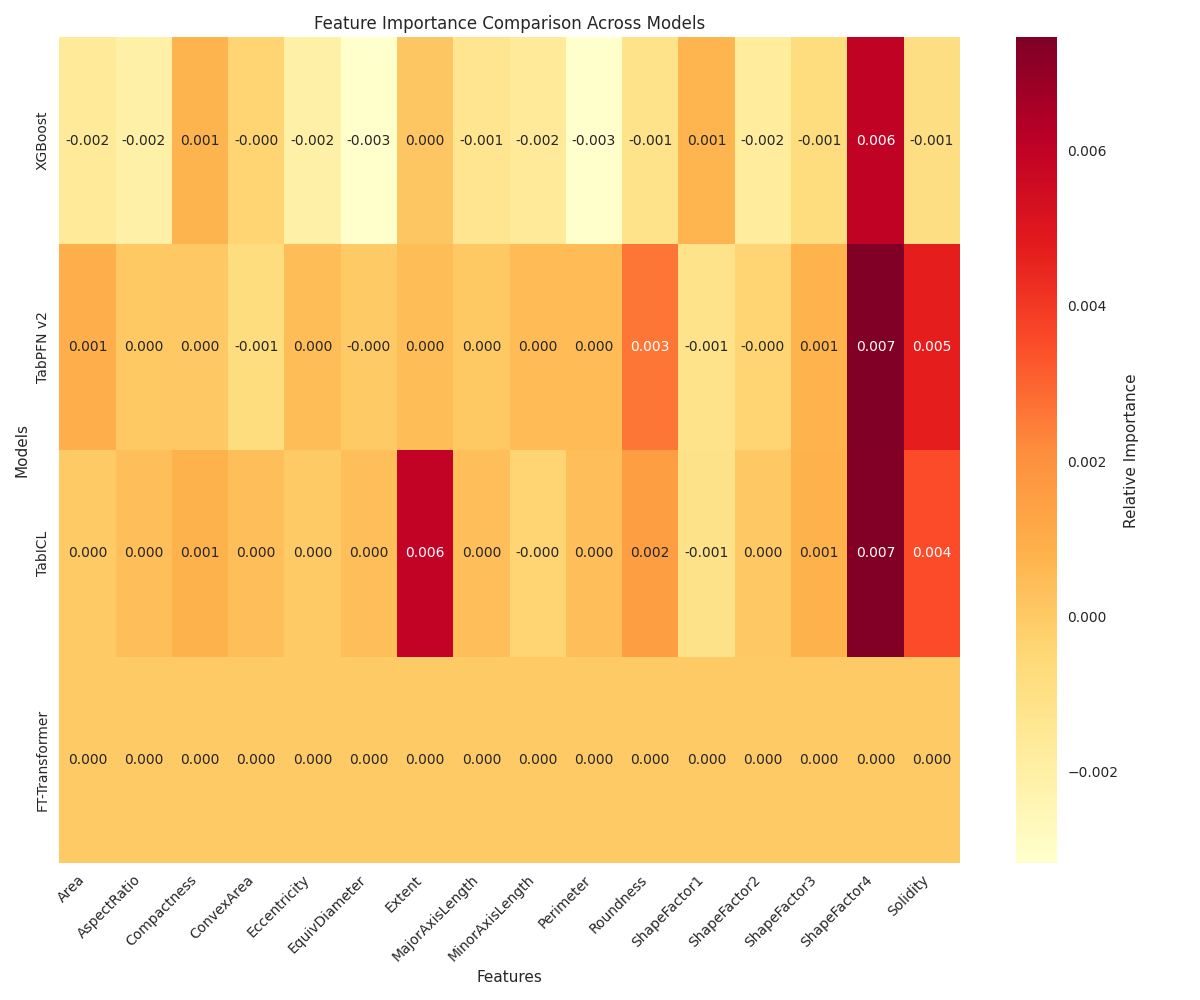 Feature Importance Comparison Across Models
XGBoost
-0.002 -0.002 0.001 -0.000 -0.002 -0.003 0.000 -0.001 -0.002 -0.003 -0.001 0.001 -0.002 -0.001 0.006 -0.001
TabPFN v2
0.001 0.000 0.000 -0.001 0.000 -0.000 0.000 0.000 0.000 0.000 0.003 -0.001 -0.000 0.001 0.007 0.005
Models
TabICL
0.000 0.000 0.001 0.000 0.000 0.000 0.006 0.000 -0.000 0.000 0.002 -0.001 0.000 0.001 0.007 0.004
FT-Transformer
0.000 0.000 0.000 0.000 0.000 0.000 0.000 0.000 0.000 0.000 0.000 0.000 0.000 0.000 0.000 0.000
Area
AspectRatio
Compactness
ConvexArea
Eccentricity
EquivDiameter
Extent
MajorAxisLength
MinorAxisLength
Perimeter
Roundness
ShapeFactor1
ShapeFactor2
ShapeFactor3
ShapeFactor4
Solidity
Features
0.006
0.004
0.002
0.000
−0.002
Relative Importance